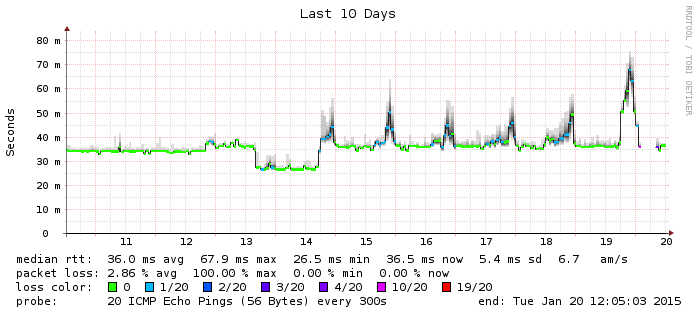 Last 10 Days
RRDTOOL / TOBI OETIKER
Seconds
80 m
70 m
60 m
50 m
40 m
30 m
20 m
10 m
0
11 12 13 14 15 16 17 18 19 20
median rtt: 36.0 ms avg 67.9 ms max 26.5 ms min 36.5 ms now 5.4 ms sd 6.7 am/s
packet loss: 2.86 % avg 100.00 % max 0.00 % min 0.00 % now
loss color: 0 1/20 2/20 3/20 4/20 10/20 19/20
probe: 20 ICMP Echo Pings (56 Bytes) every 300s end: Tue Jan 20 12:05:03 2015